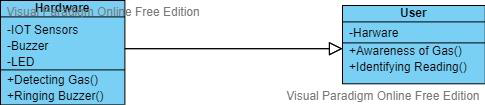 Hardware
Visual Paradigm Online Free Edition
-IOT Sensors
-Buzzer
-LED
+Detecting Gas()
+Ringing Buzzer()
User
-Harware
+Awareness of Gas()
+Identifying Reading()
Visual Paradigm Online Free Edition